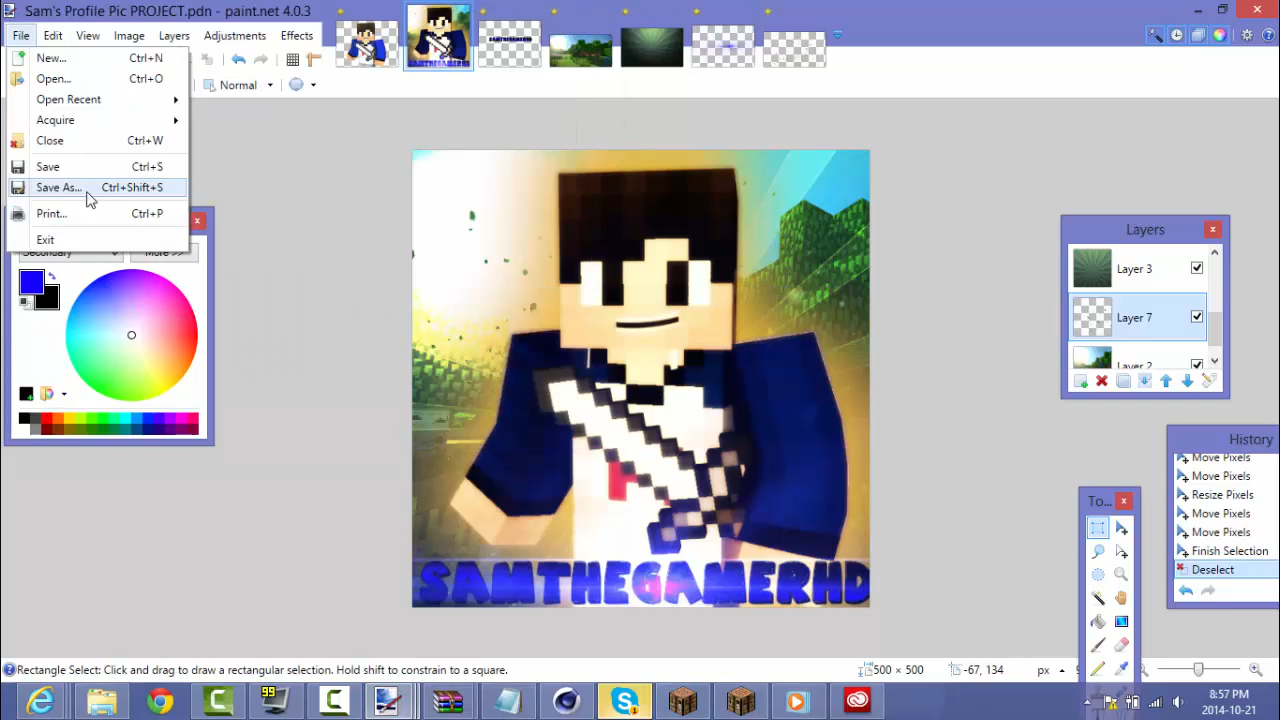 Sam's Profile Pic PROJECT.pdn - paint.net 4.0.3
File Edit View Image Layers Adjustments Effects
New... Ctrl+N
Open... Ctrl+O
Open Recent
Acquire
Close Ctrl+W
Save Ctrl+S
Save As... Ctrl+Shift+S
Print... Ctrl+P
Exit
Normal
Secondary
More >>
SAMTHEGAMERHD
SAMTHEGAMERHD
Layers
Layer 3
Layer 7
Layer 2
History
Move Pixels
Move Pixels
Resize Pixels
Move Pixels
Move Pixels
Finish Selection
Deselect
To...
Rectangle Select: Click and drag to draw a rectangular selection. Hold shift to constrain to a square.
500 × 500
-67, 134
px
99
8:57 PM
2014-10-21